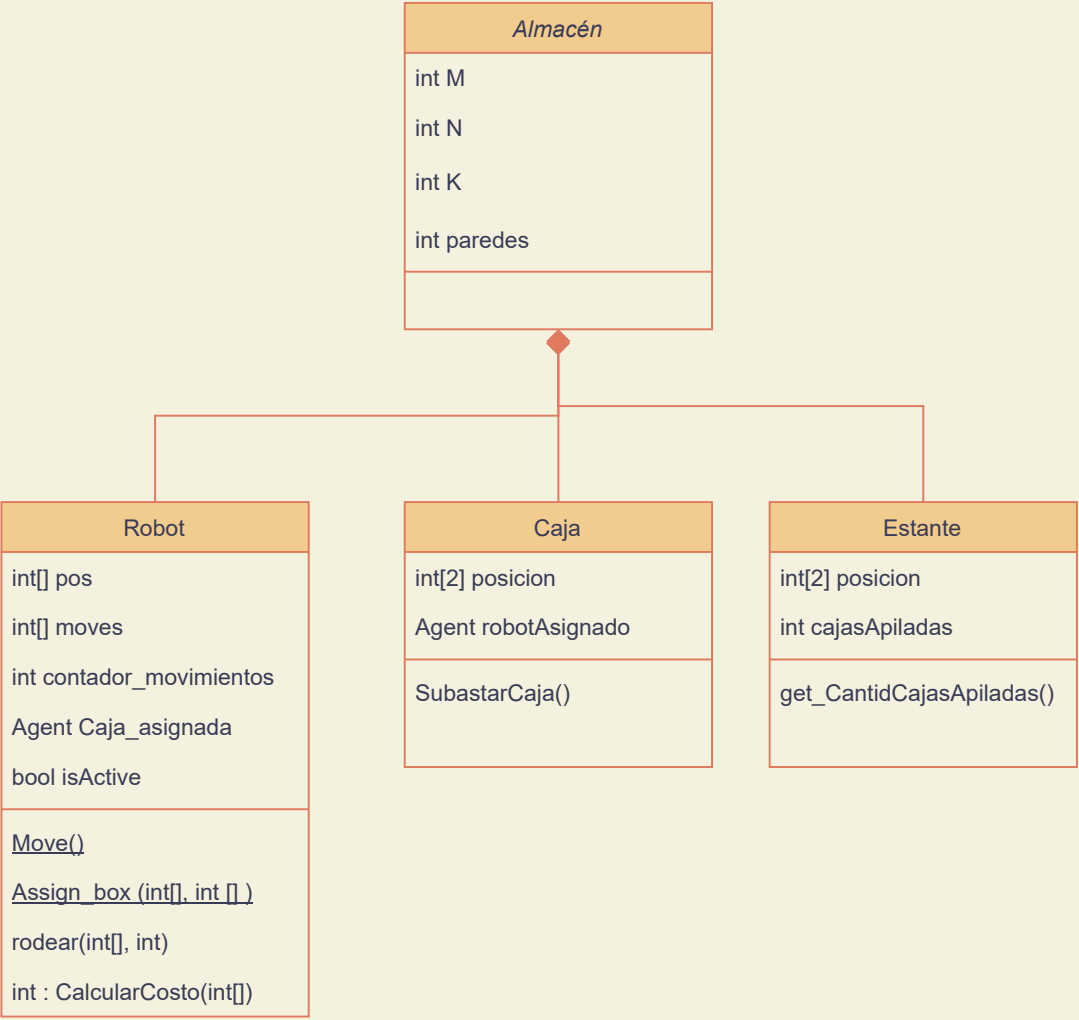 Almacén
int M
int N
int K
int paredes
Robot
int[] pos
int[] moves
int contador_movimientos
Agent Caja_asignada
bool isActive
Move()
Assign_box (int[], int [] )
rodear(int[], int)
int : CalcularCosto(int[])
Caja
int[2] posicion
Agent robotAsignado
SubastarCaja()
Estante
int[2] posicion
int cajasApiladas
get_CantidCajasApiladas()